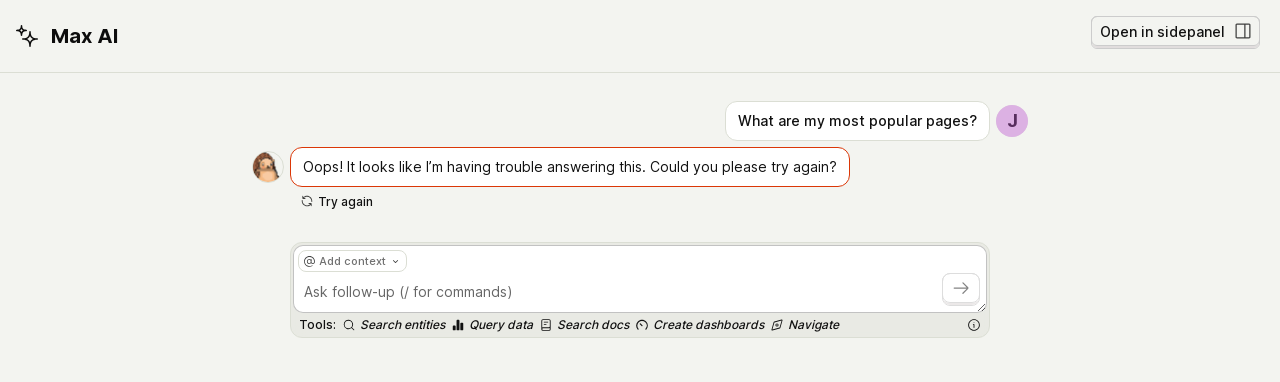 Max AI
Open in sidepanel
What are my most popular pages?
J
Oops! It looks like I’m having trouble answering this. Could you please try again?
Try again
@ Add context
Ask follow-up (/ for commands)
Tools: Search entities Query data Search docs Create dashboards Navigate